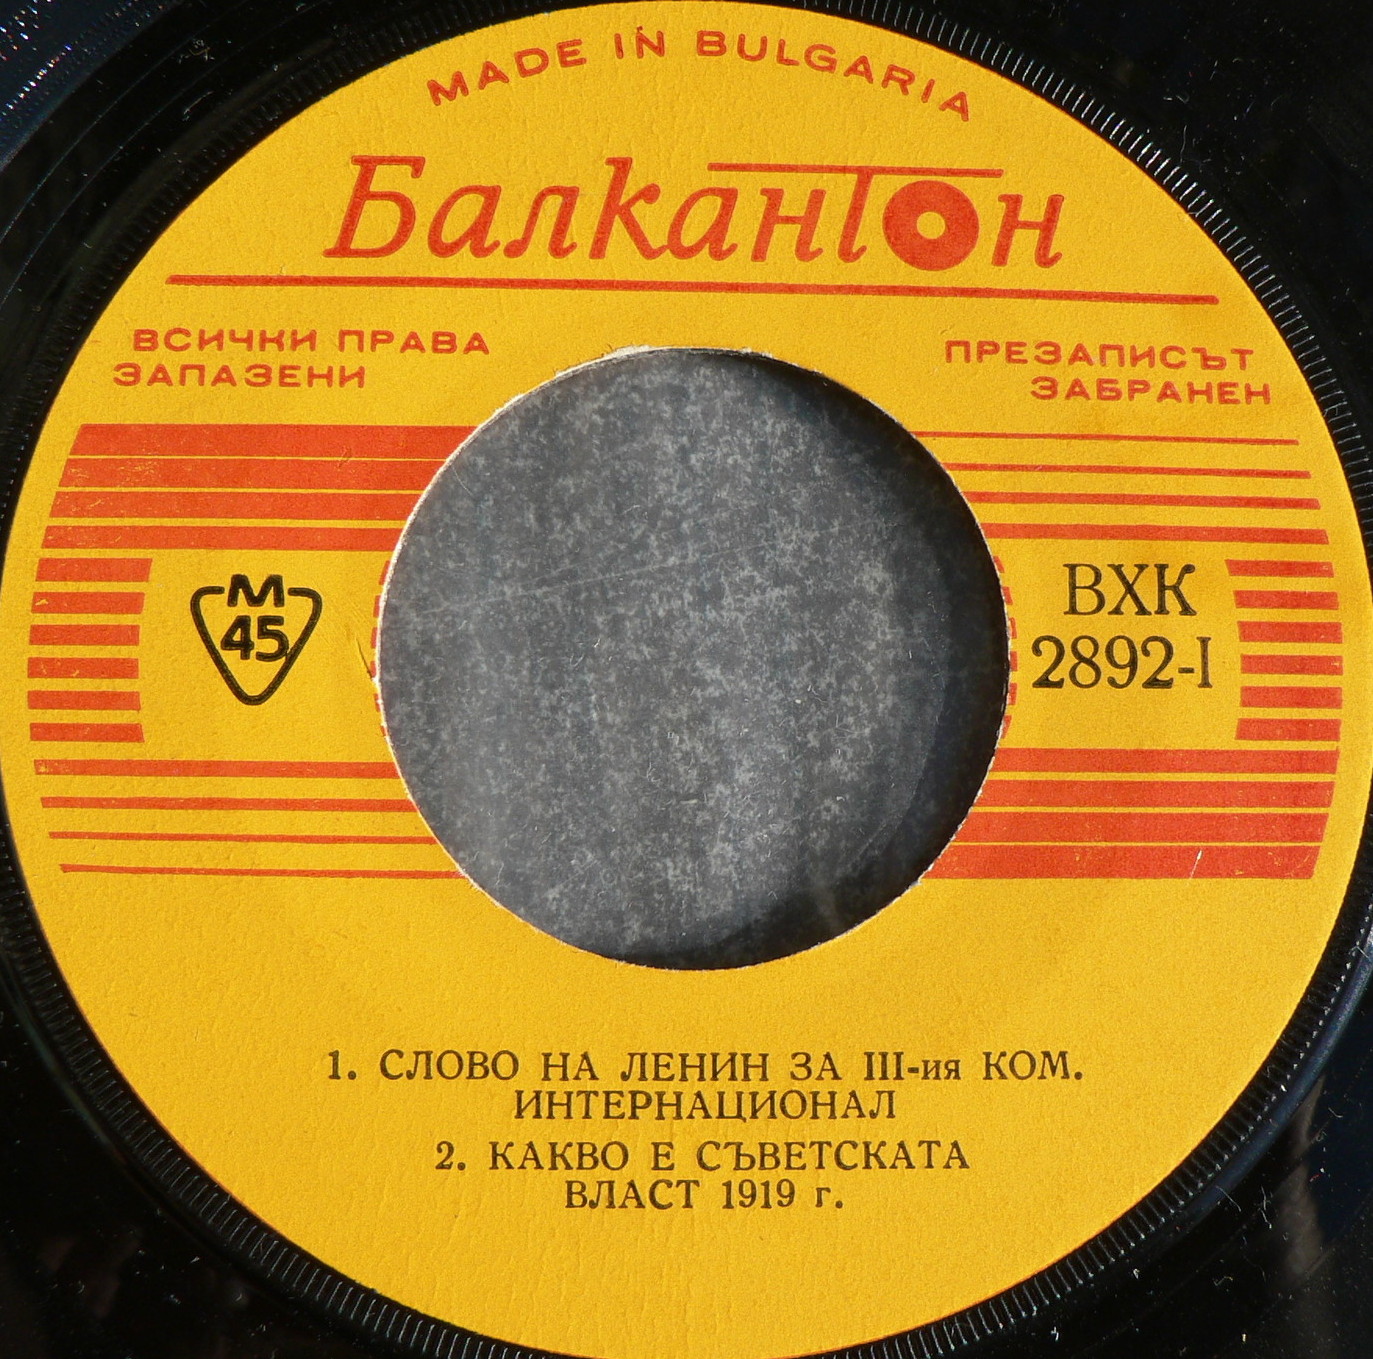 MADE IN BULGARIA
Балкантон
ВСИЧКИ ПРАВА
ЗАПАЗЕНИ
ПРЕЗАПИСЪТ
ЗАБРАНЕН
М
45
ВХК
2892-I
1. СЛОВО НА ЛЕНИН ЗА III-ия КОМ.
ИНТЕРНАЦИОНАЛ
2. КАКВО Е СЪВЕТСКАТА
ВЛАСТ 1919 г.